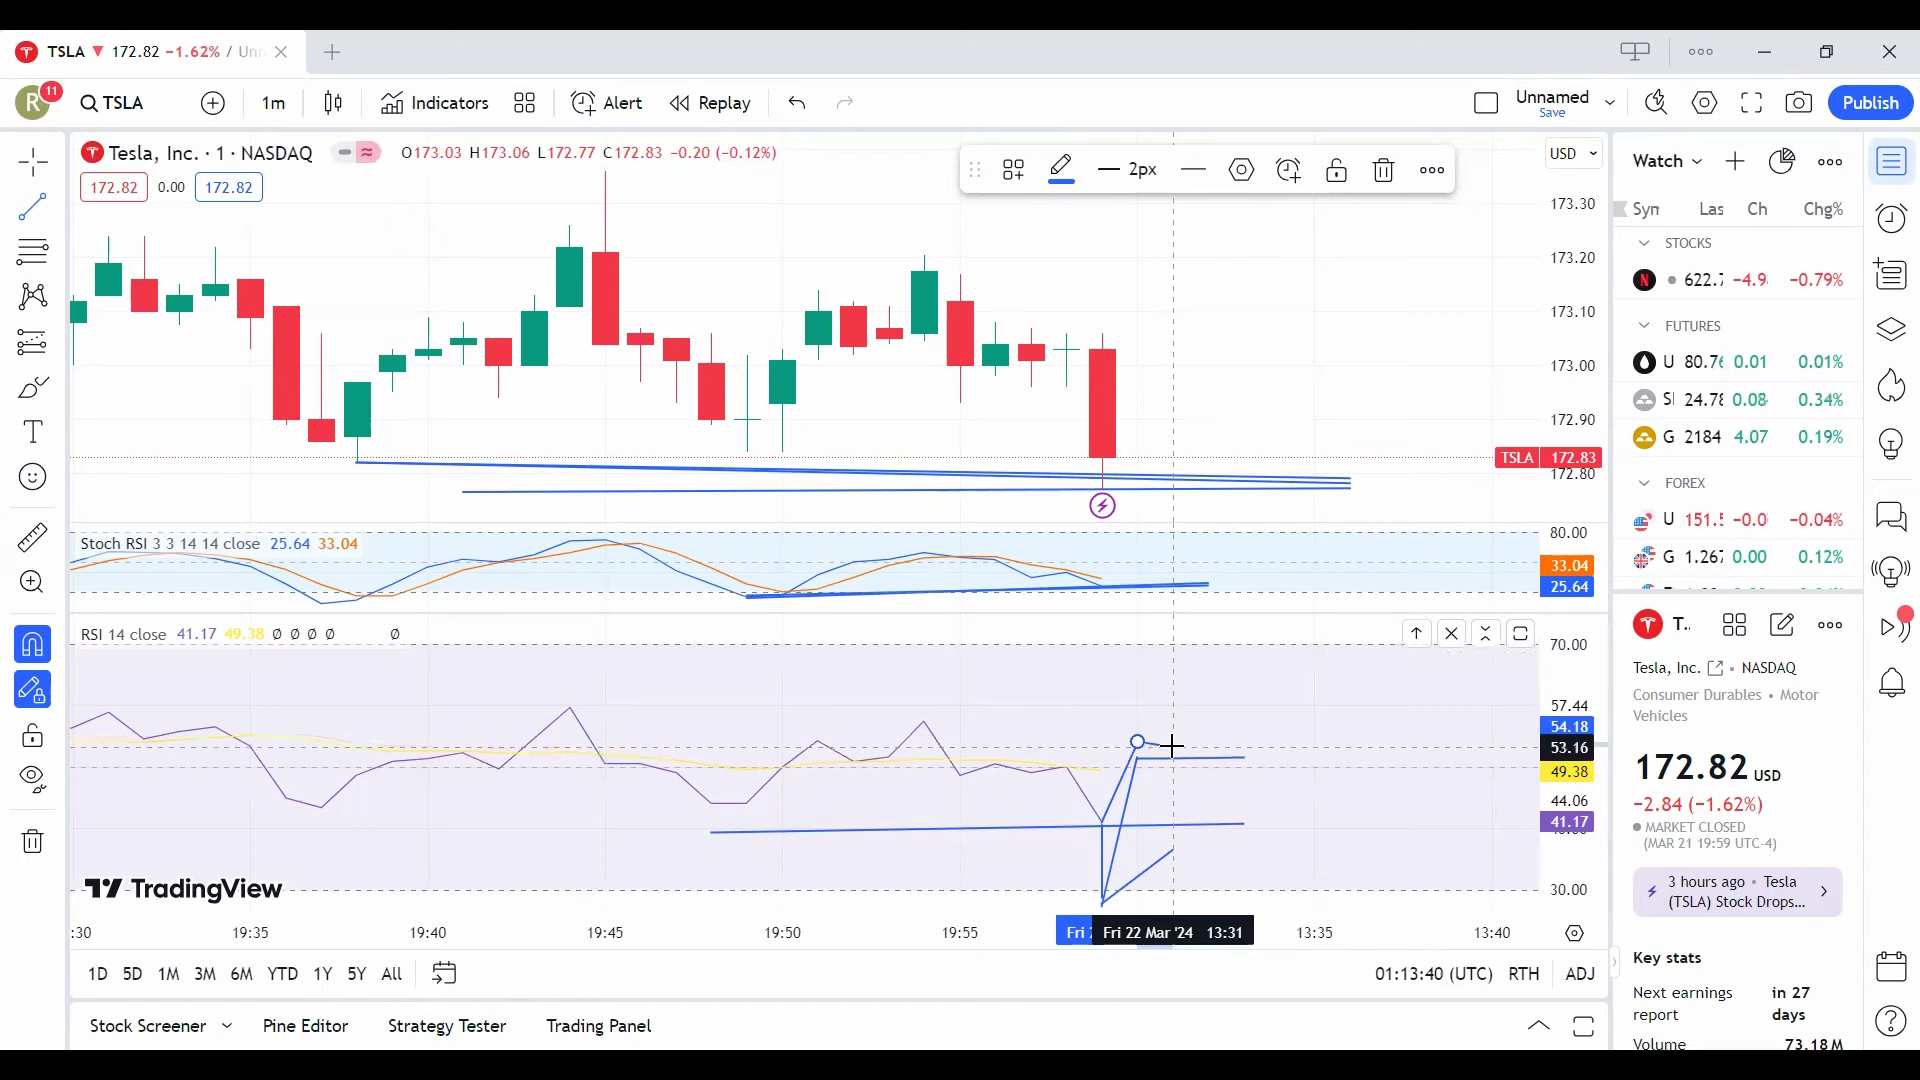 TSLA 172.82 −1.62% / Unn
R 11 TSLA 1m Indicators Alert Replay Unnamed Save Publish
Tesla, Inc. · 1 · NASDAQ O173.03 H173.06 L172.77 C172.83 −0.20 (−0.12%)
172.82 0.00 172.82
2px
USD
173.30
173.20
173.10
173.00
172.90
TSLA 172.83
172.80
Stoch RSI 3 3 14 14 close 25.64 33.04
80.00
33.04
25.64
RSI 14 close 41.17 49.38 Ø Ø Ø Ø Ø
70.00
57.44
54.18
53.16
49.38
44.06
41.17
30.00
TradingView
:30 19:35 19:40 19:45 19:50 19:55 Fri 2 Fri 22 Mar '24 13:31 13:35 13:40
1D 5D 1M 3M 6M YTD 1Y 5Y All 01:13:40 (UTC) RTH ADJ
Stock Screener Pine Editor Strategy Tester Trading Panel
Watch
Syn Las Ch Chg%
STOCKS
N 622.7 −4.9 −0.79%
FUTURES
U 80.76 0.01 0.01%
SI 24.78 0.08 0.34%
G 2184 4.07 0.19%
FOREX
U 151.5 −0.0 −0.04%
G 1.267 0.00 0.12%
T.
Tesla, Inc. • NASDAQ
Consumer Durables • Motor
Vehicles
172.82 USD
−2.84 (−1.62%)
MARKET CLOSED
(MAR 21 19:59 UTC-4)
3 hours ago • Tesla
(TSLA) Stock Drops...
Key stats
Next earnings in 27
report days
Volume 73.18M